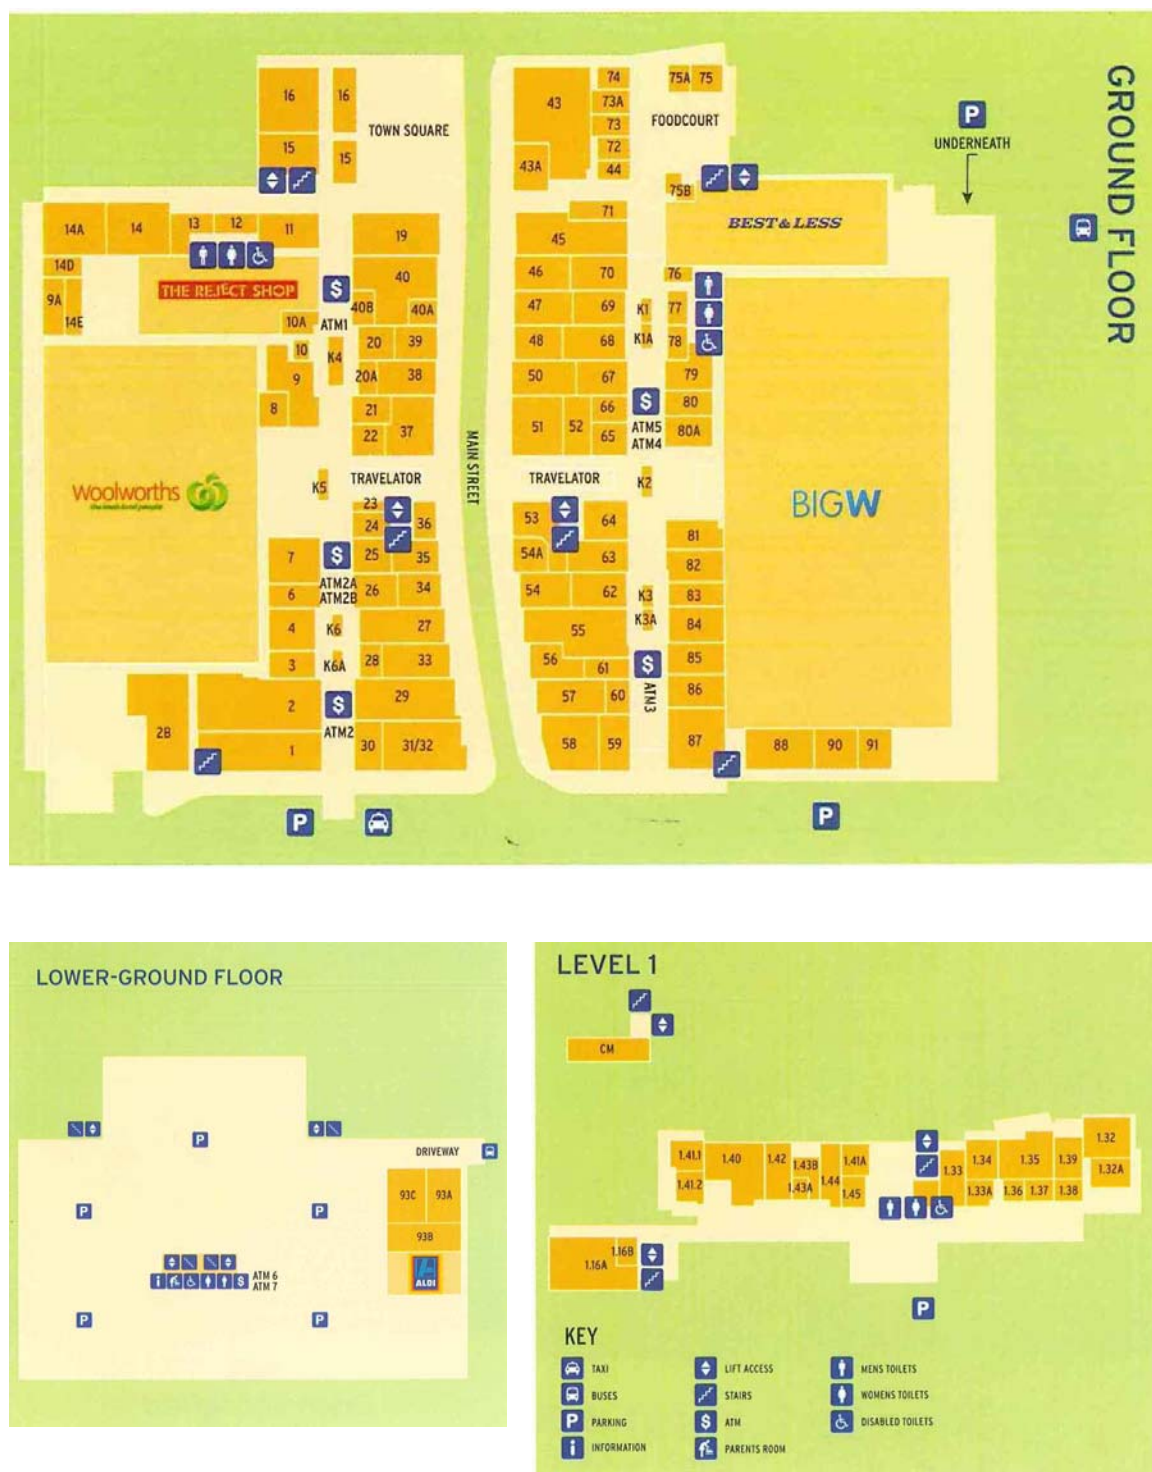 GROUND FLOOR
16
16
TOWN SQUARE
15
15
43
74
73A
73
72
44
43A
75A
75
FOODCOURT
P
UNDERNEATH
75B
BEST & LESS
14A
14
13
12
11
19
71
45
14D
THE REJECT SHOP
$
40
46
70
76
9A
14E
10A
ATM1
40B
40A
47
69
K1
77
10
K4
20
39
48
68
K1A
78
9
20A
38
50
67
79
8
21
37
51
52
66
$
80
22
65
ATM5
ATM4
80A
MAIN STREET
Woolworths
the fresh food people
K5
TRAVELATOR
TRAVELATOR
K2
BIGW
23
24
36
53
64
81
7
$
25
35
54A
63
82
6
ATM2A
ATM2B
26
34
54
62
K3
83
4
K6
27
55
K3A
84
3
K6A
28
33
56
61
$
85
2B
2
$
29
57
60
ATM3
86
ATM2
1
30
31/32
58
59
87
88
90
91
P
P
LOWER-GROUND FLOOR
P
DRIVEWAY
P
P
93C
93A
93B
ALDI
i
$
ATM 6
ATM 7
P
P
LEVEL 1
CM
1.41.1
1.40
1.42
1.43B
1.41A
1.41.2
1.43A
1.44
1.45
1.33
1.34
1.35
1.39
1.32
1.32A
1.33A
1.36
1.37
1.38
1.16B
1.16A
P
KEY
TAXI
BUSES
P PARKING
i INFORMATION
LIFT ACCESS
STAIRS
$ ATM
PARENTS ROOM
MENS TOILETS
WOMENS TOILETS
DISABLED TOILETS